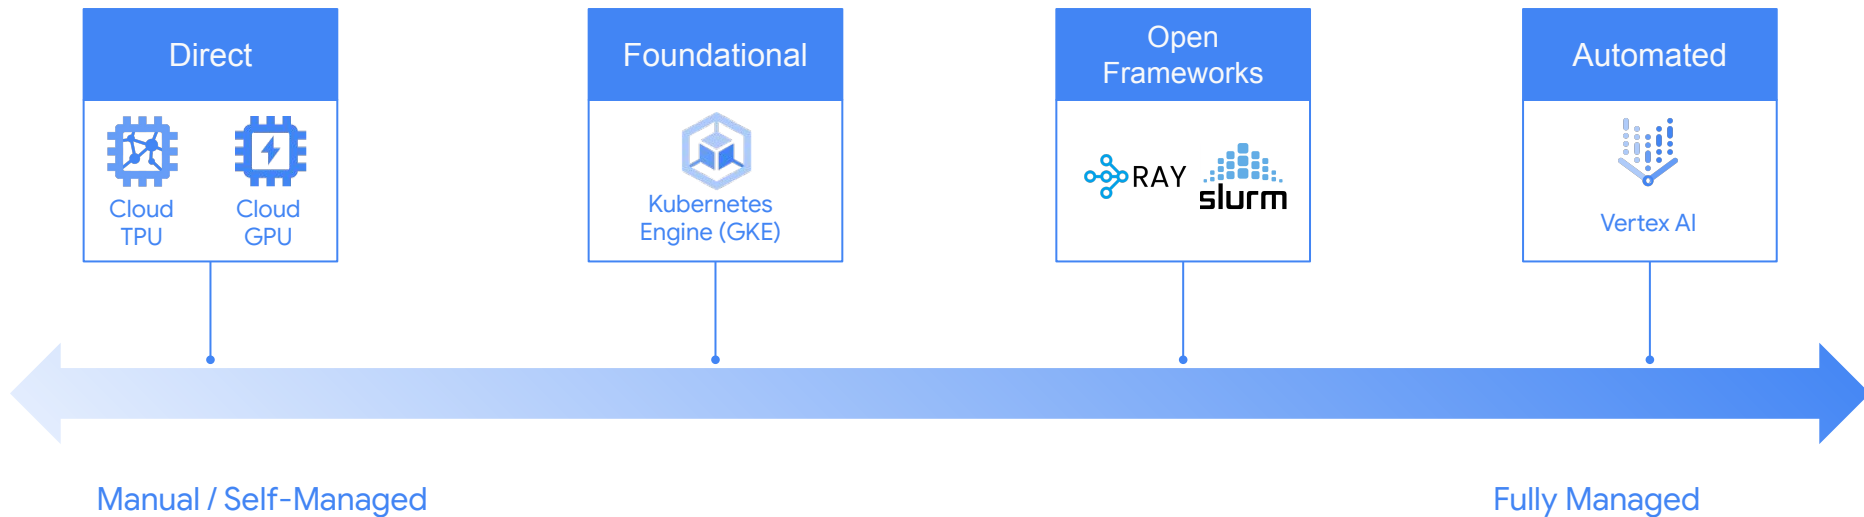 Direct
Cloud
TPU
Cloud
GPU
Foundational
Kubernetes
Engine (GKE)
Open
Frameworks
RAY
slurm
Automated
Vertex AI
Manual / Self-Managed
Fully Managed